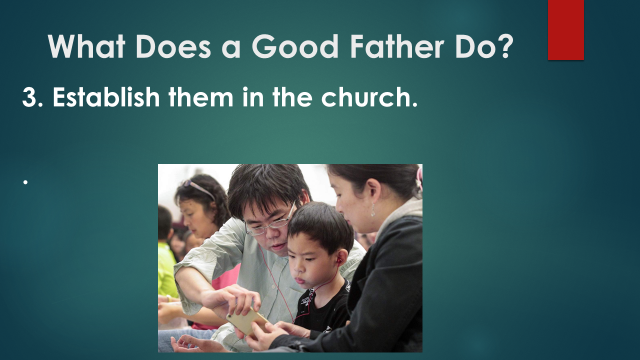 What Does a Good Father Do?
3. Establish them in the church.
.